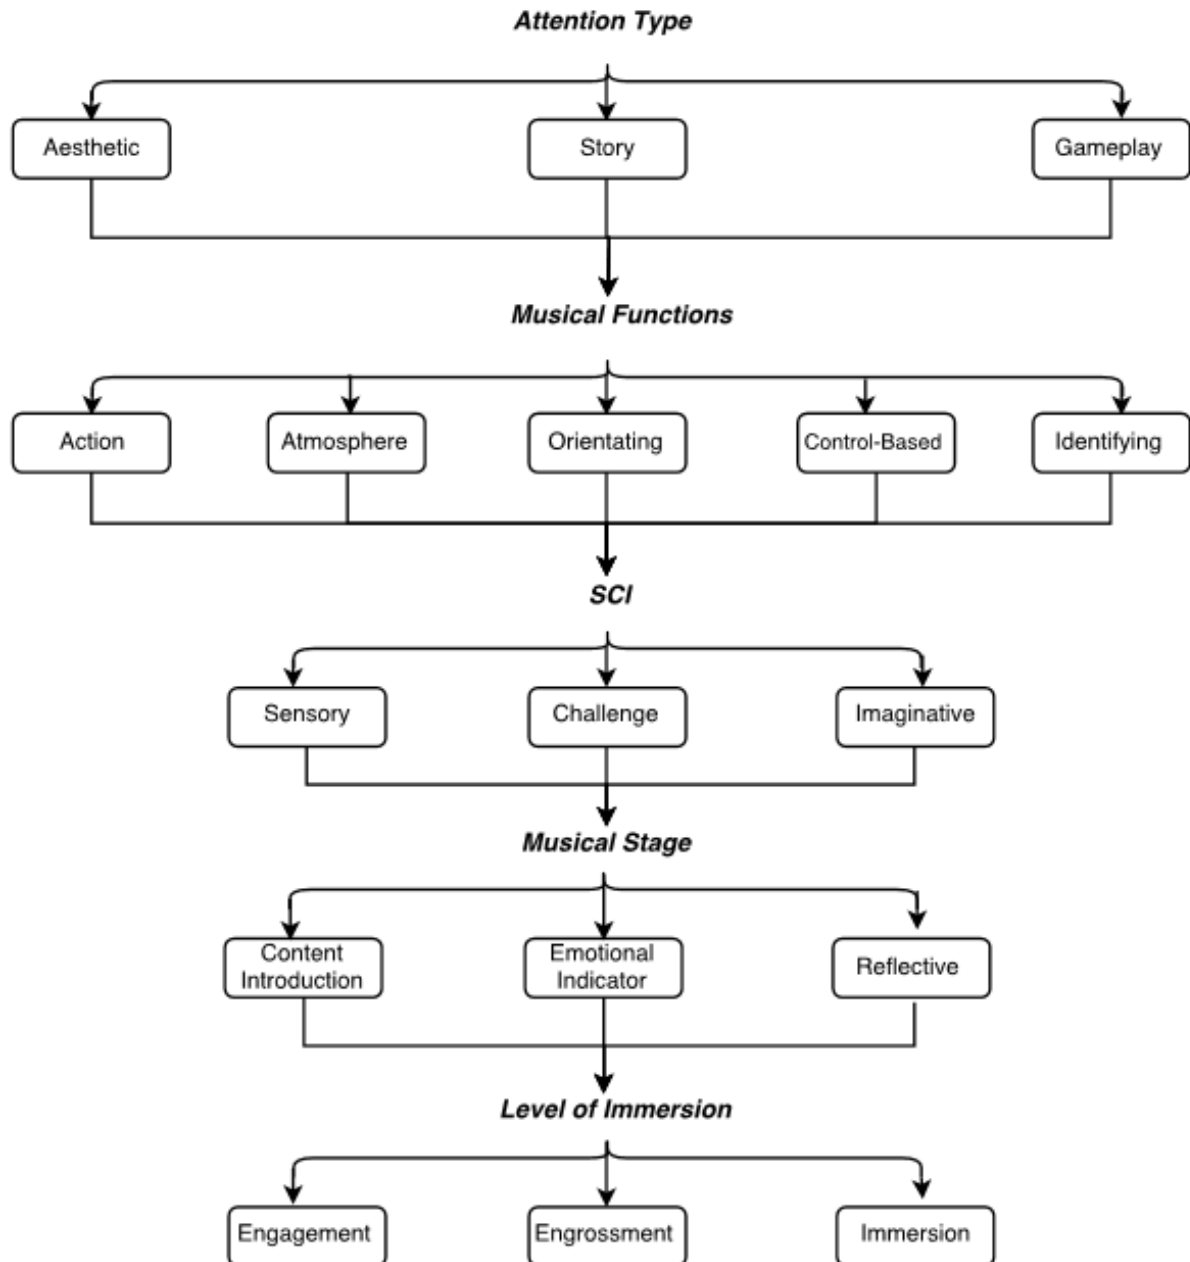 Attention Type
Aesthetic
Story
Gameplay
Musical Functions
Action
Atmosphere
Orientating
Control-Based
Identifying
SCI
Sensory
Challenge
Imaginative
Musical Stage
Content
Introduction
Emotional
Indicator
Reflective
Level of Immersion
Engagement
Engrossment
Immersion